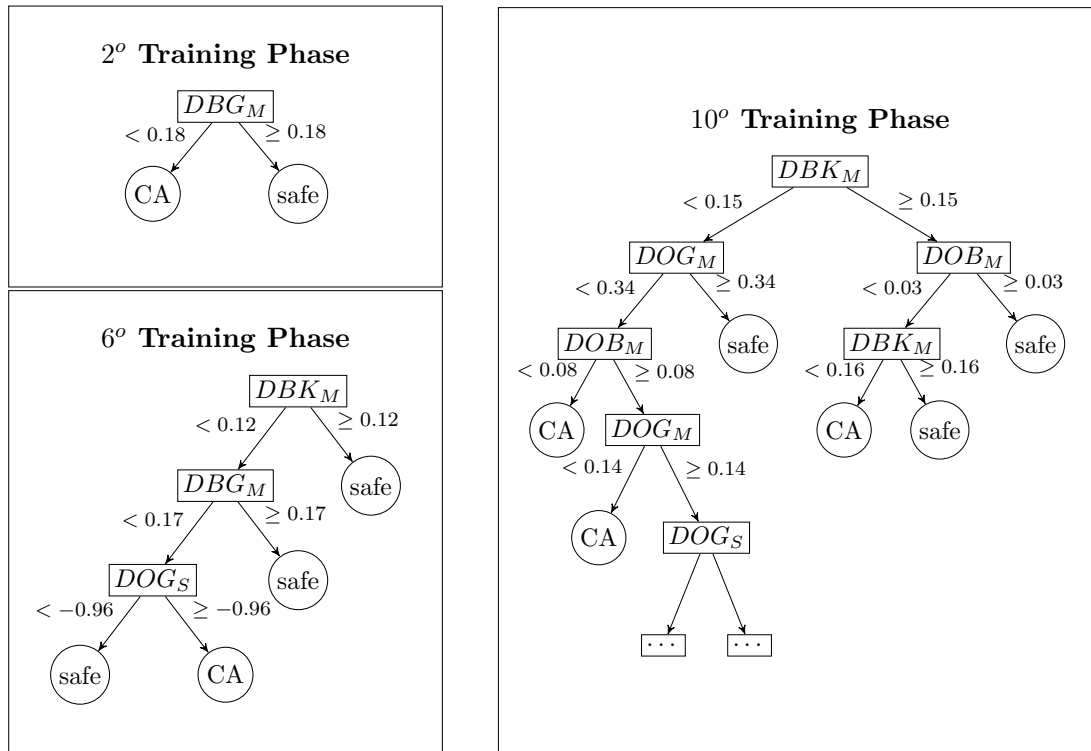 2º Training Phase
DBG_M
< 0.18 ≥ 0.18
CA safe
6º Training Phase
DBK_M
< 0.12 ≥ 0.12
DBG_M safe
< 0.17 ≥ 0.17
DOG_S safe
< −0.96 ≥ −0.96
safe CA
10º Training Phase
DBK_M
< 0.15 ≥ 0.15
DOG_M DOB_M
< 0.34 ≥ 0.34 < 0.03 ≥ 0.03
DOB_M safe DBK_M safe
< 0.08 ≥ 0.08 < 0.16 ≥ 0.16
CA DOG_M CA safe
< 0.14 ≥ 0.14
CA DOG_S
... ...